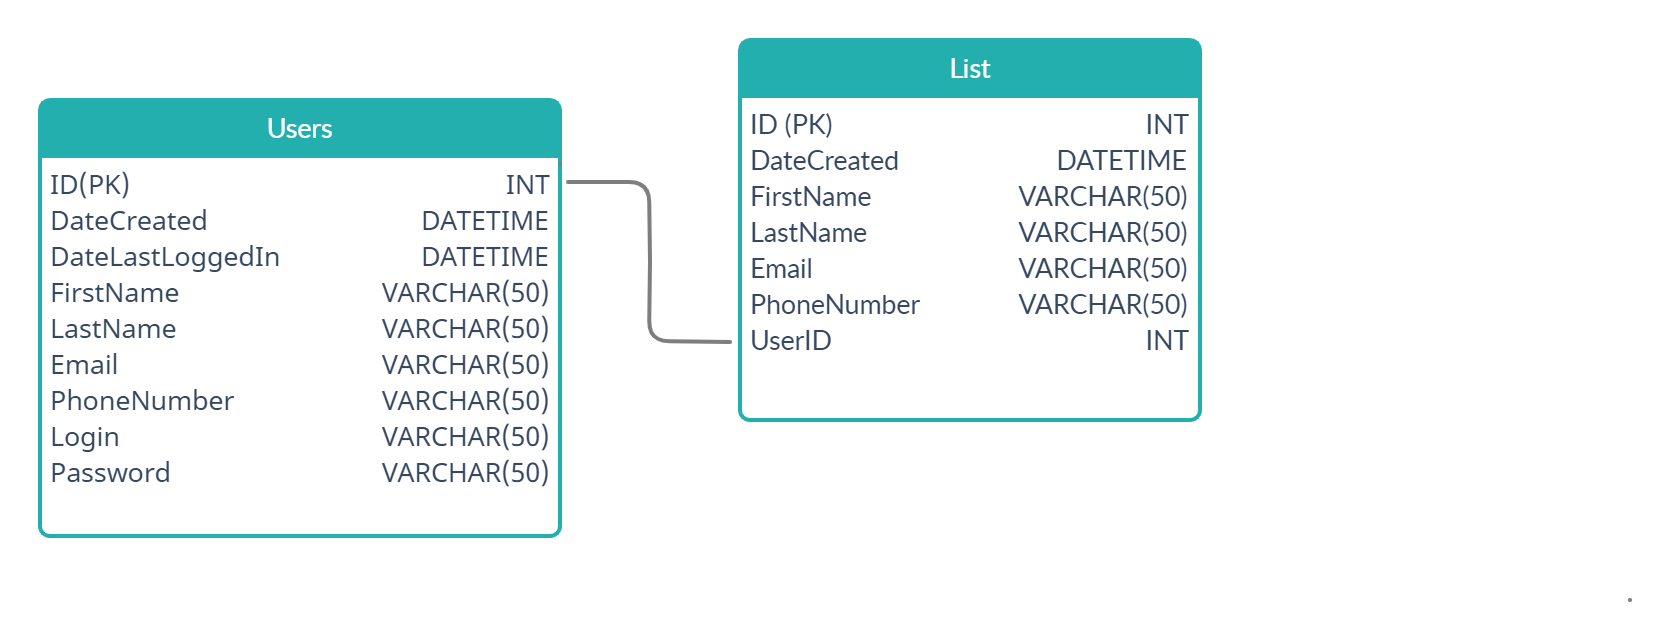 Users
ID(PK) INT
DateCreated DATETIME
DateLastLoggedIn DATETIME
FirstName VARCHAR(50)
LastName VARCHAR(50)
Email VARCHAR(50)
PhoneNumber VARCHAR(50)
Login VARCHAR(50)
Password VARCHAR(50)
List
ID (PK) INT
DateCreated DATETIME
FirstName VARCHAR(50)
LastName VARCHAR(50)
Email VARCHAR(50)
PhoneNumber VARCHAR(50)
UserID INT